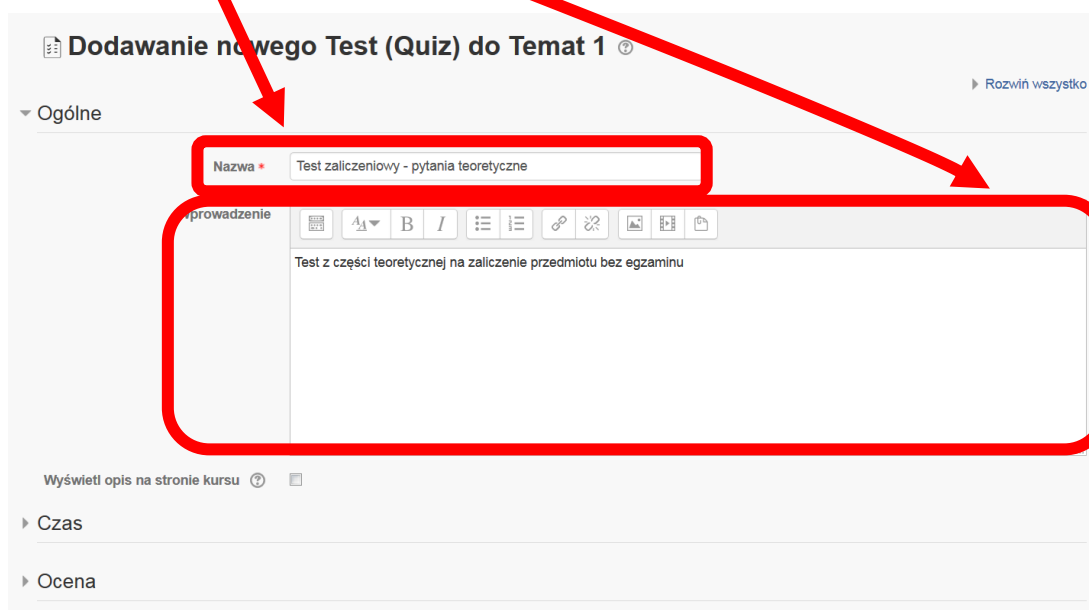 Dodawanie nowego Test (Quiz) do Temat 1
Rozwiń wszystko
Ogólne
Nazwa
Test zaliczeniowy - pytania teoretyczne
Wprowadzenie
B I
Test z części teoretycznej na zaliczenie przedmiotu bez egzaminu
Wyświetl opis na stronie kursu
Czas
Ocena